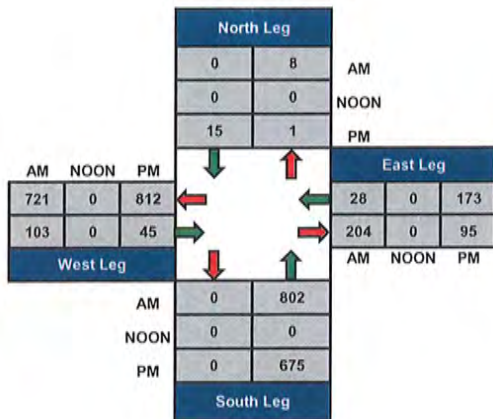 North Leg
0 8 AM
0 0 NOON
15 1 PM
AM NOON PM
East Leg
721 0 812
28 0 173
103 0 45
204 0 95
West Leg
AM NOON PM
AM 0 802
NOON 0 0
PM 0 675
South Leg